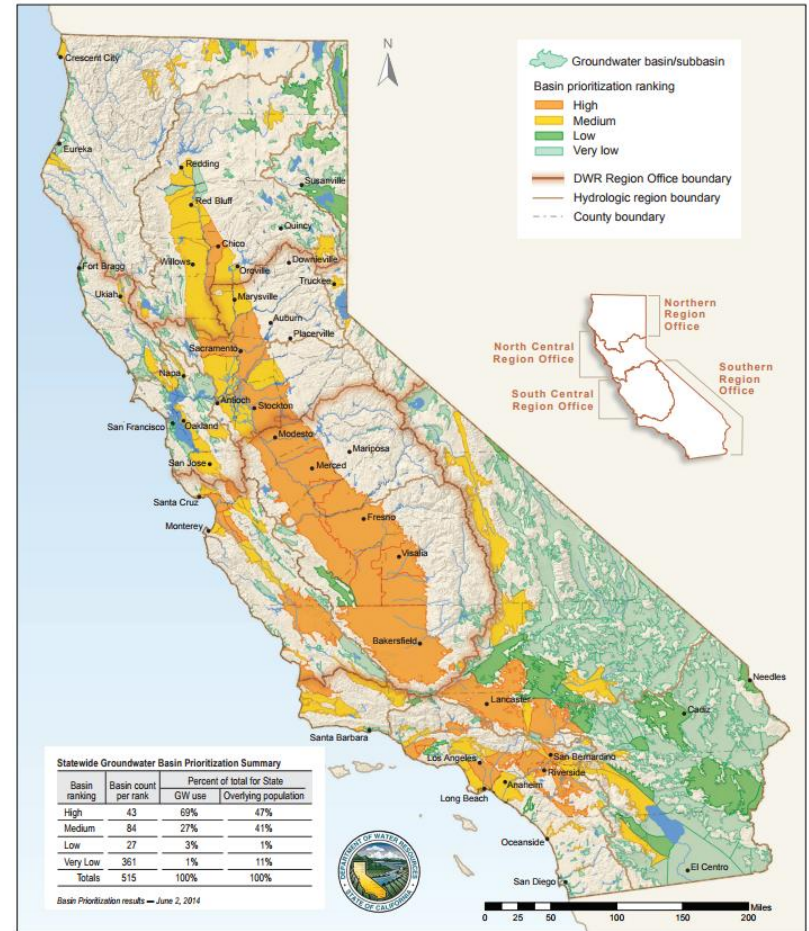 Crescent City
Eureka
Redding
Susanville
Red Bluff
Quincy
Chico
Willows
Oroville
Downieville
Fort Bragg
Truckee
Ukiah
Marysville
Auburn
Placerville
Sacramento
Napa
Antioch
Stockton
San Francisco
Oakland
Modesto
Mariposa
San Jose
Merced
Santa Cruz
Fresno
Monterey
Visalia
Bakersfield
Needles
Lancaster
Cadiz
Santa Barbara
Los Angeles
San Bernardino
Riverside
Anaheim
Long Beach
Oceanside
El Centro
San Diego
N
Groundwater basin/subbasin
Basin prioritization ranking
High
Medium
Low
Very low
DWR Region Office boundary
Hydrologic region boundary
County boundary
Northern
Region
Office
North Central
Region Office
Southern
Region
Office
South Central
Region Office
Statewide Groundwater Basin Prioritization Summary
Basin ranking Basin count per rank Percent of total for State
GW use Overlying population
High 43 69% 47%
Medium 84 27% 41%
Low 27 3% 1%
Very Low 361 1% 11%
Totals 515 100% 100%
Basin Prioritization results — June 2, 2014
DEPARTMENT OF WATER RESOURCES
STATE OF CALIFORNIA
Miles
0 25 50 100 150 200